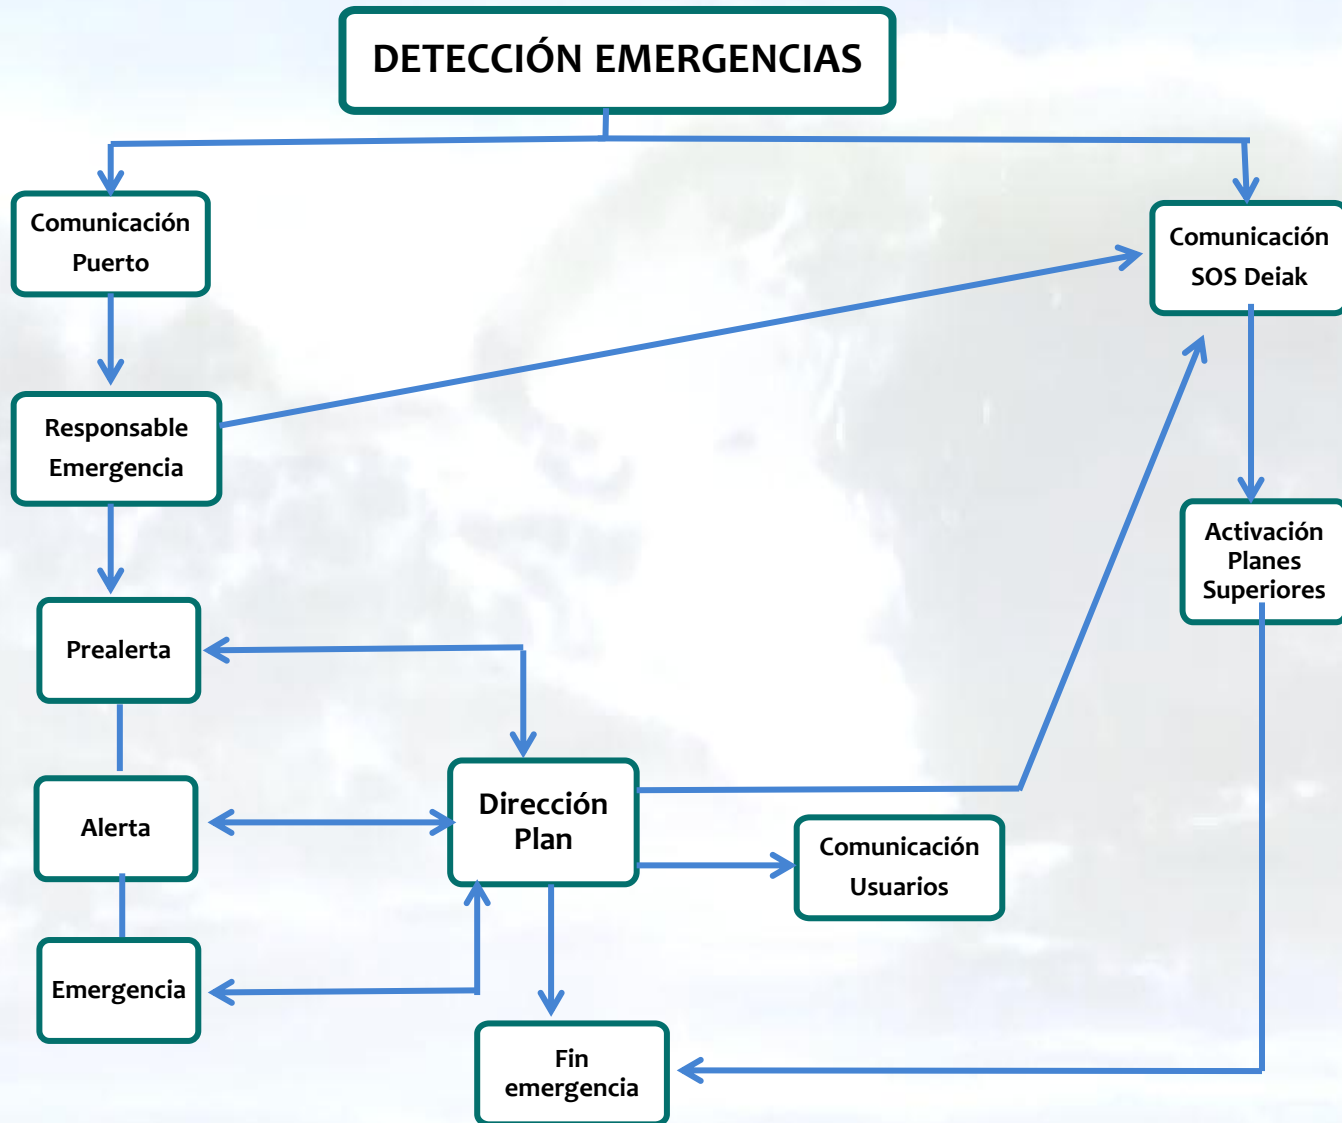 DETECCIÓN EMERGENCIAS
Comunicación
Puerto
Comunicación
SOS Deiak
Responsable
Emergencia
Activación
Planes
Superiores
Prealerta
Alerta
Dirección
Plan
Comunicación
Usuarios
Emergencia
Fin
emergencia